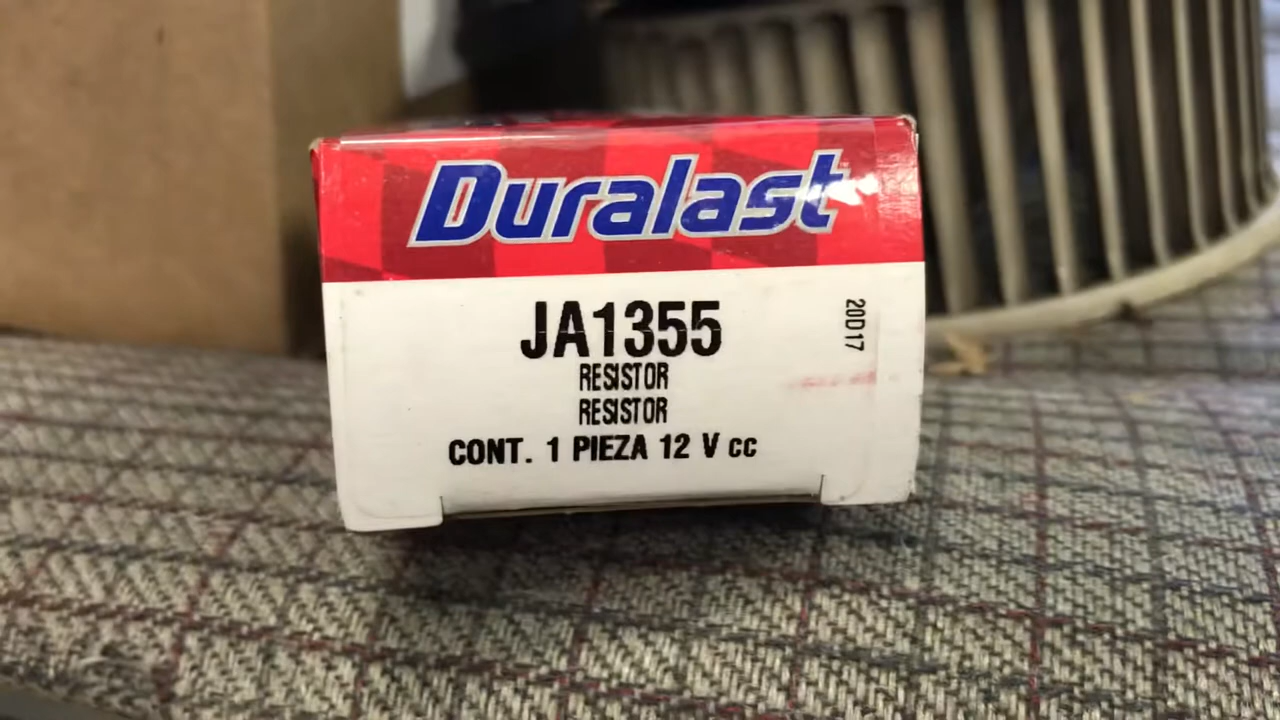 Duralast
JA1355
20D17
RESISTOR
RESISTOR
CONT. 1 PIEZA 12 V cc